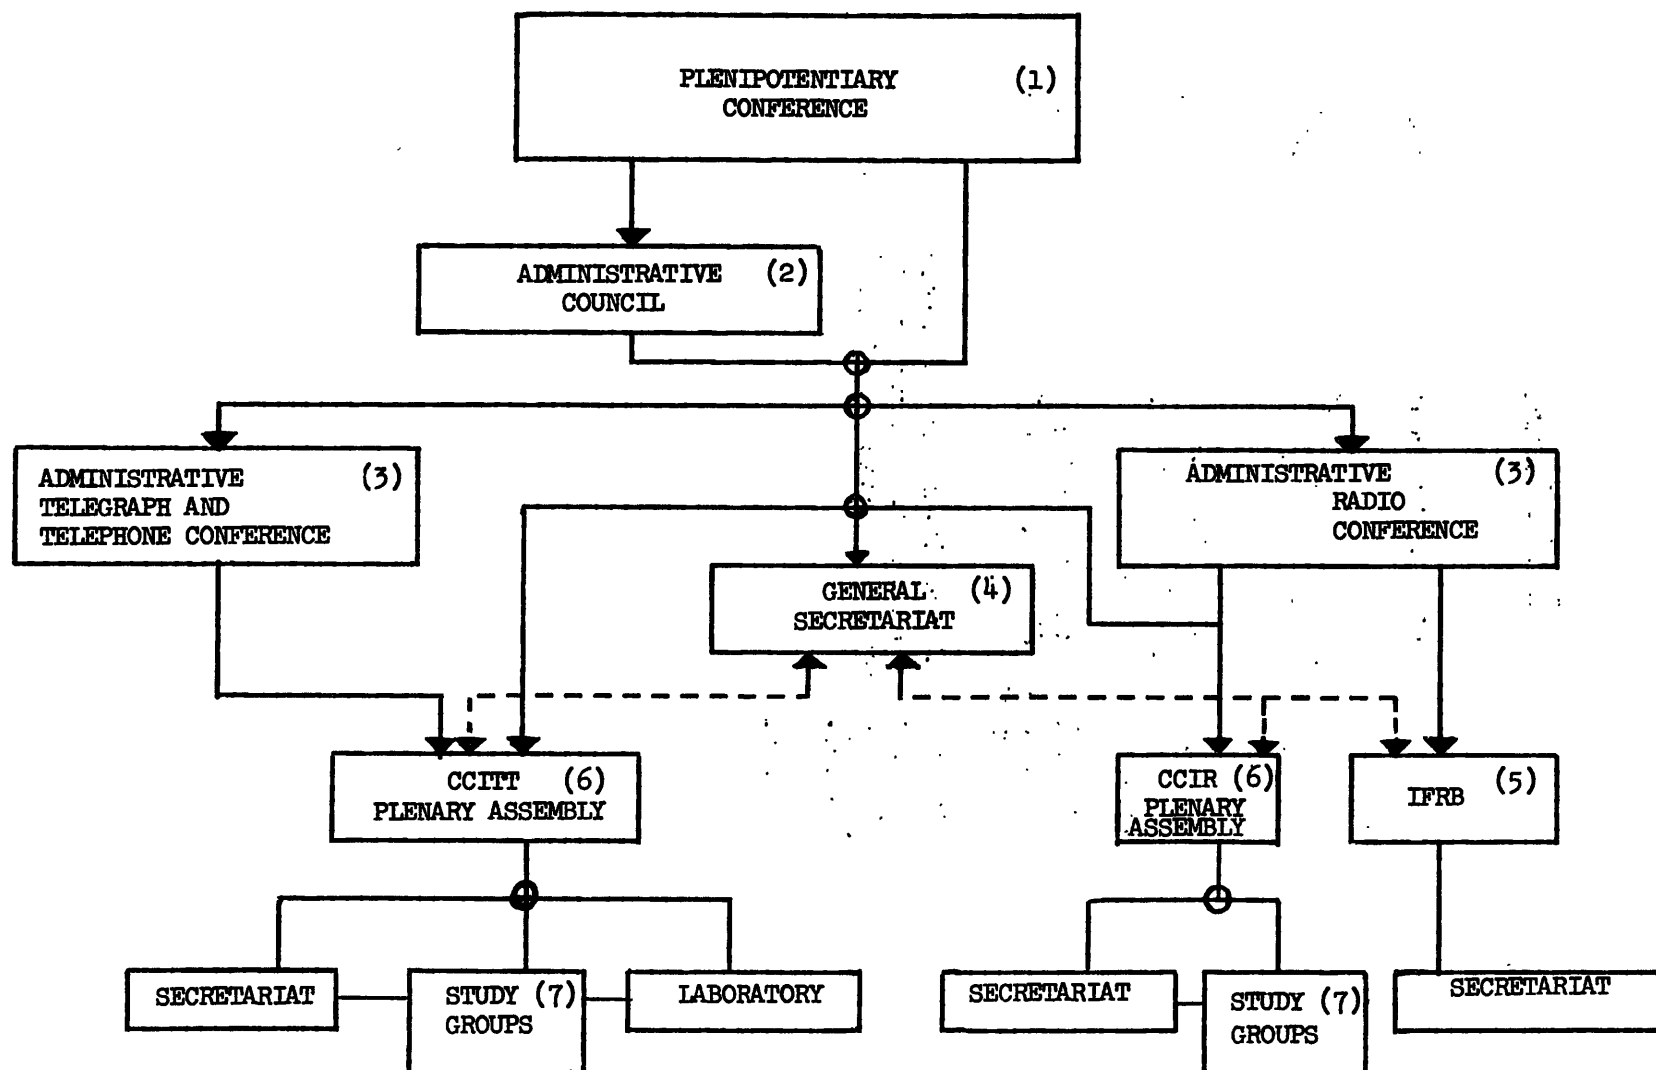 PLENIPOTENTIARY (1)
CONFERENCE
ADMINISTRATIVE (2)
COUNCIL
ADMINISTRATIVE (3)
TELEGRAPH AND
TELEPHONE CONFERENCE
ADMINISTRATIVE (3)
RADIO
CONFERENCE
GENERAL (4)
SECRETARIAT
CCITT (6)
PLENARY ASSEMBLY
CCIR (6)
PLENARY
ASSEMBLY
IFRB (5)
SECRETARIAT
STUDY (7)
GROUPS
LABORATORY
SECRETARIAT
STUDY (7)
GROUPS
SECRETARIAT